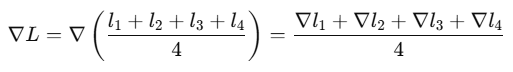 ∇L = ∇ ( (l₁ + l₂ + l₃ + l₄) / 4 ) = (∇l₁ + ∇l₂ + ∇l₃ + ∇l₄) / 4